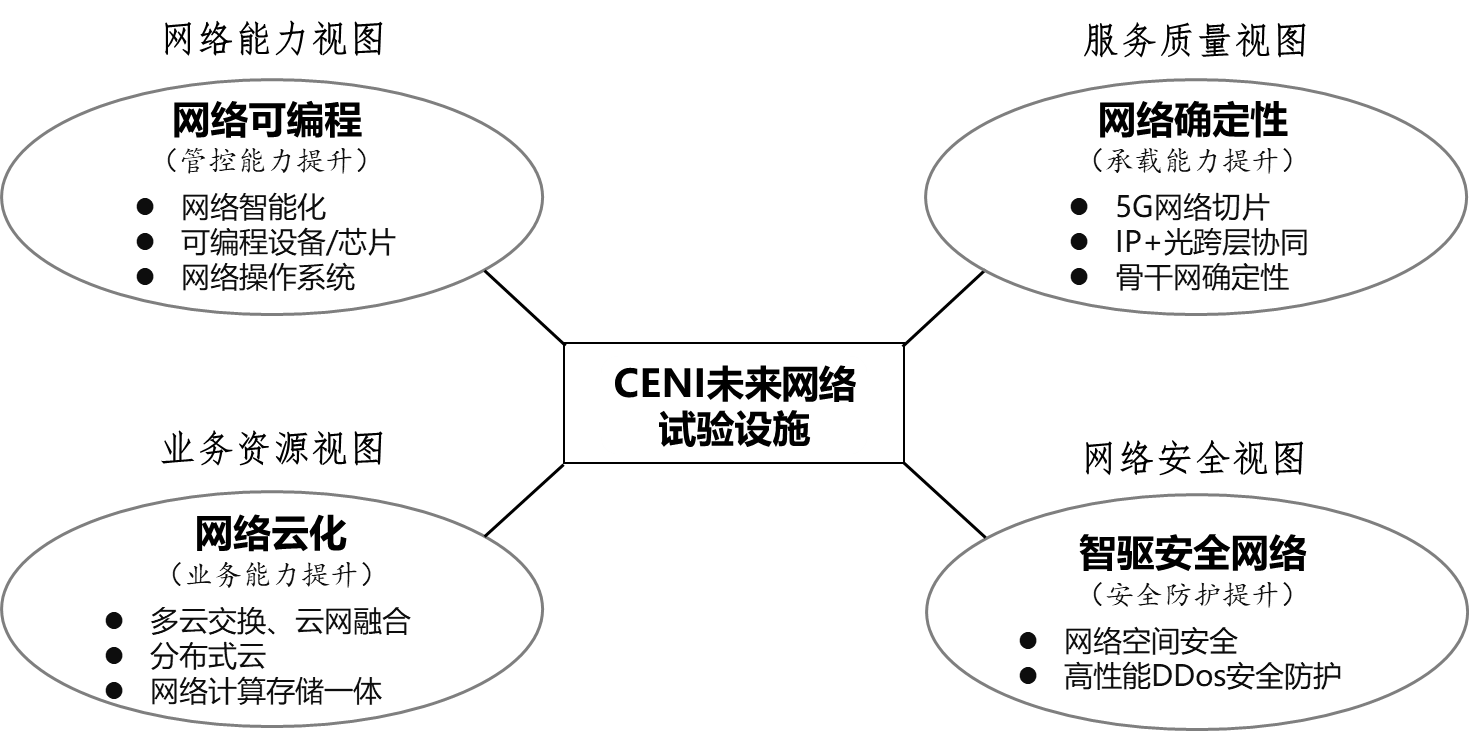 网络能力视图
网络可编程
（管控能力提升）
● 网络智能化
● 可编程设备/芯片
● 网络操作系统
服务质量视图
网络确定性
（承载能力提升）
● 5G网络切片
● IP+光跨层协同
● 骨干网确定性
CENI未来网络
试验设施
业务资源视图
网络云化
（业务能力提升）
● 多云交换、云网融合
● 分布式云
● 网络计算存储一体
网络安全视图
智驱安全网络
（安全防护提升）
● 网络空间安全
● 高性能DDos安全防护